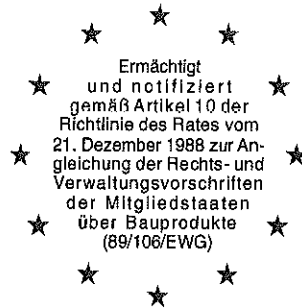 Ermächtigt
und notifiziert
gemäß Artikel 10 der
Richtlinie des Rates vom
21. Dezember 1988 zur An-
gleichung der Rechts- und
Verwaltungsvorschriften
der Mitgliedstaaten
über Bauprodukte
(89/106/EWG)